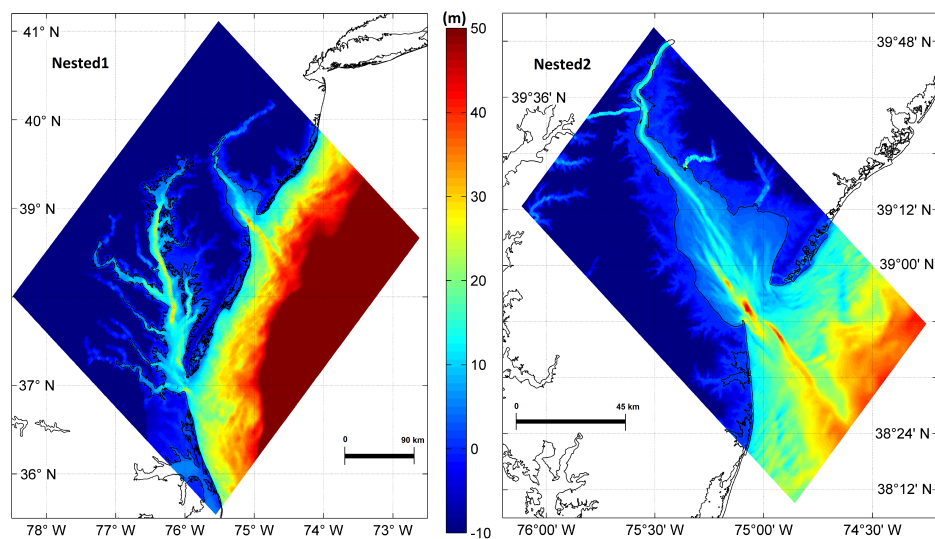 Nested1
41° N
40° N
39° N
37° N
36° N
78° W
77° W
76° W
75° W
74° W
73° W
72° W
0
90 km
(m)
50
40
30
20
10
0
-10
Nested2
39°48' N
39°36' N
39°12' N
39°00' N
38°24' N
38°12' N
76°00' W
75°30' W
75°00' W
74°30' W
0
45 km